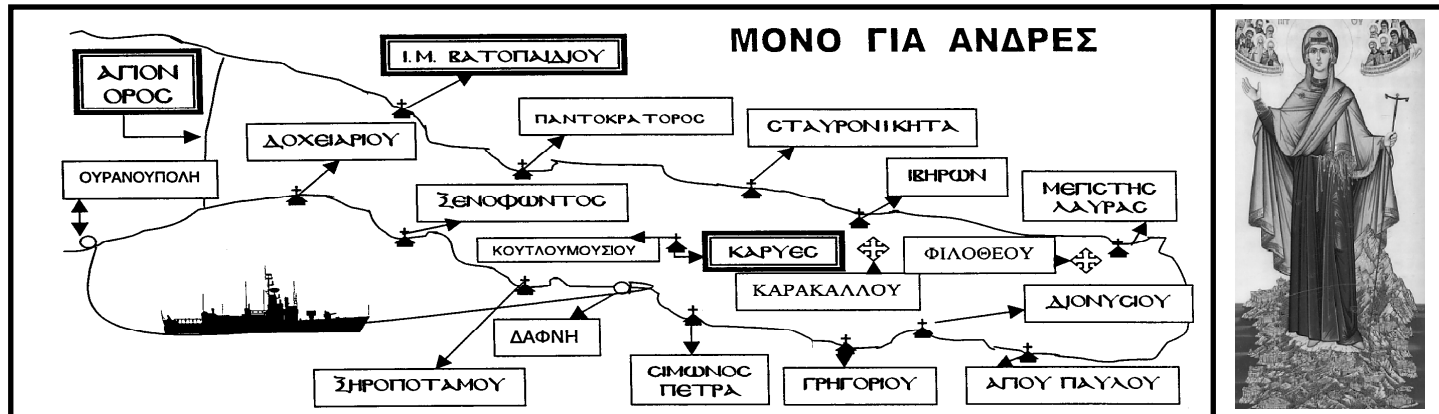 ΜΟΝΟ ΓΙΑ ΑΝΔΡΕΣ
Ι.Μ. ΒΑΤΟΠΑΙΔΙΟΥ
ΑΓΙΟΝ
ΟΡΟΣ
ΠΑΝΤΟΚΡΑΤΟΡΟΣ
ΣΤΑΥΡΟΝΙΚΗΤΑ
ΔΟΧΕΙΑΡΙΟΥ
ΟΥΡΑΝΟΥΠΟΛΗ
ΙΒΗΡΩΝ
ΜΕΓΙΣΤΗΣ
ΛΑΥΡΑΣ
ΞΕΝΟΦΩΝΤΟΣ
ΚΟΥΤΛΟΥΜΟΥΣΙΟΥ
ΚΑΡΥΕΣ
ΦΙΛΟΘΕΟΥ
ΚΑΡΑΚΑΛΛΟΥ
ΔΙΟΝΥΣΙΟΥ
ΔΑΦΝΗ
ΞΗΡΟΠΟΤΑΜΟΥ
ΣΙΜΩΝΟΣ
ΠΕΤΡΑ
ΓΡΗΓΟΡΙΟΥ
ΑΓΙΟΥ ΠΑΥΛΟΥ